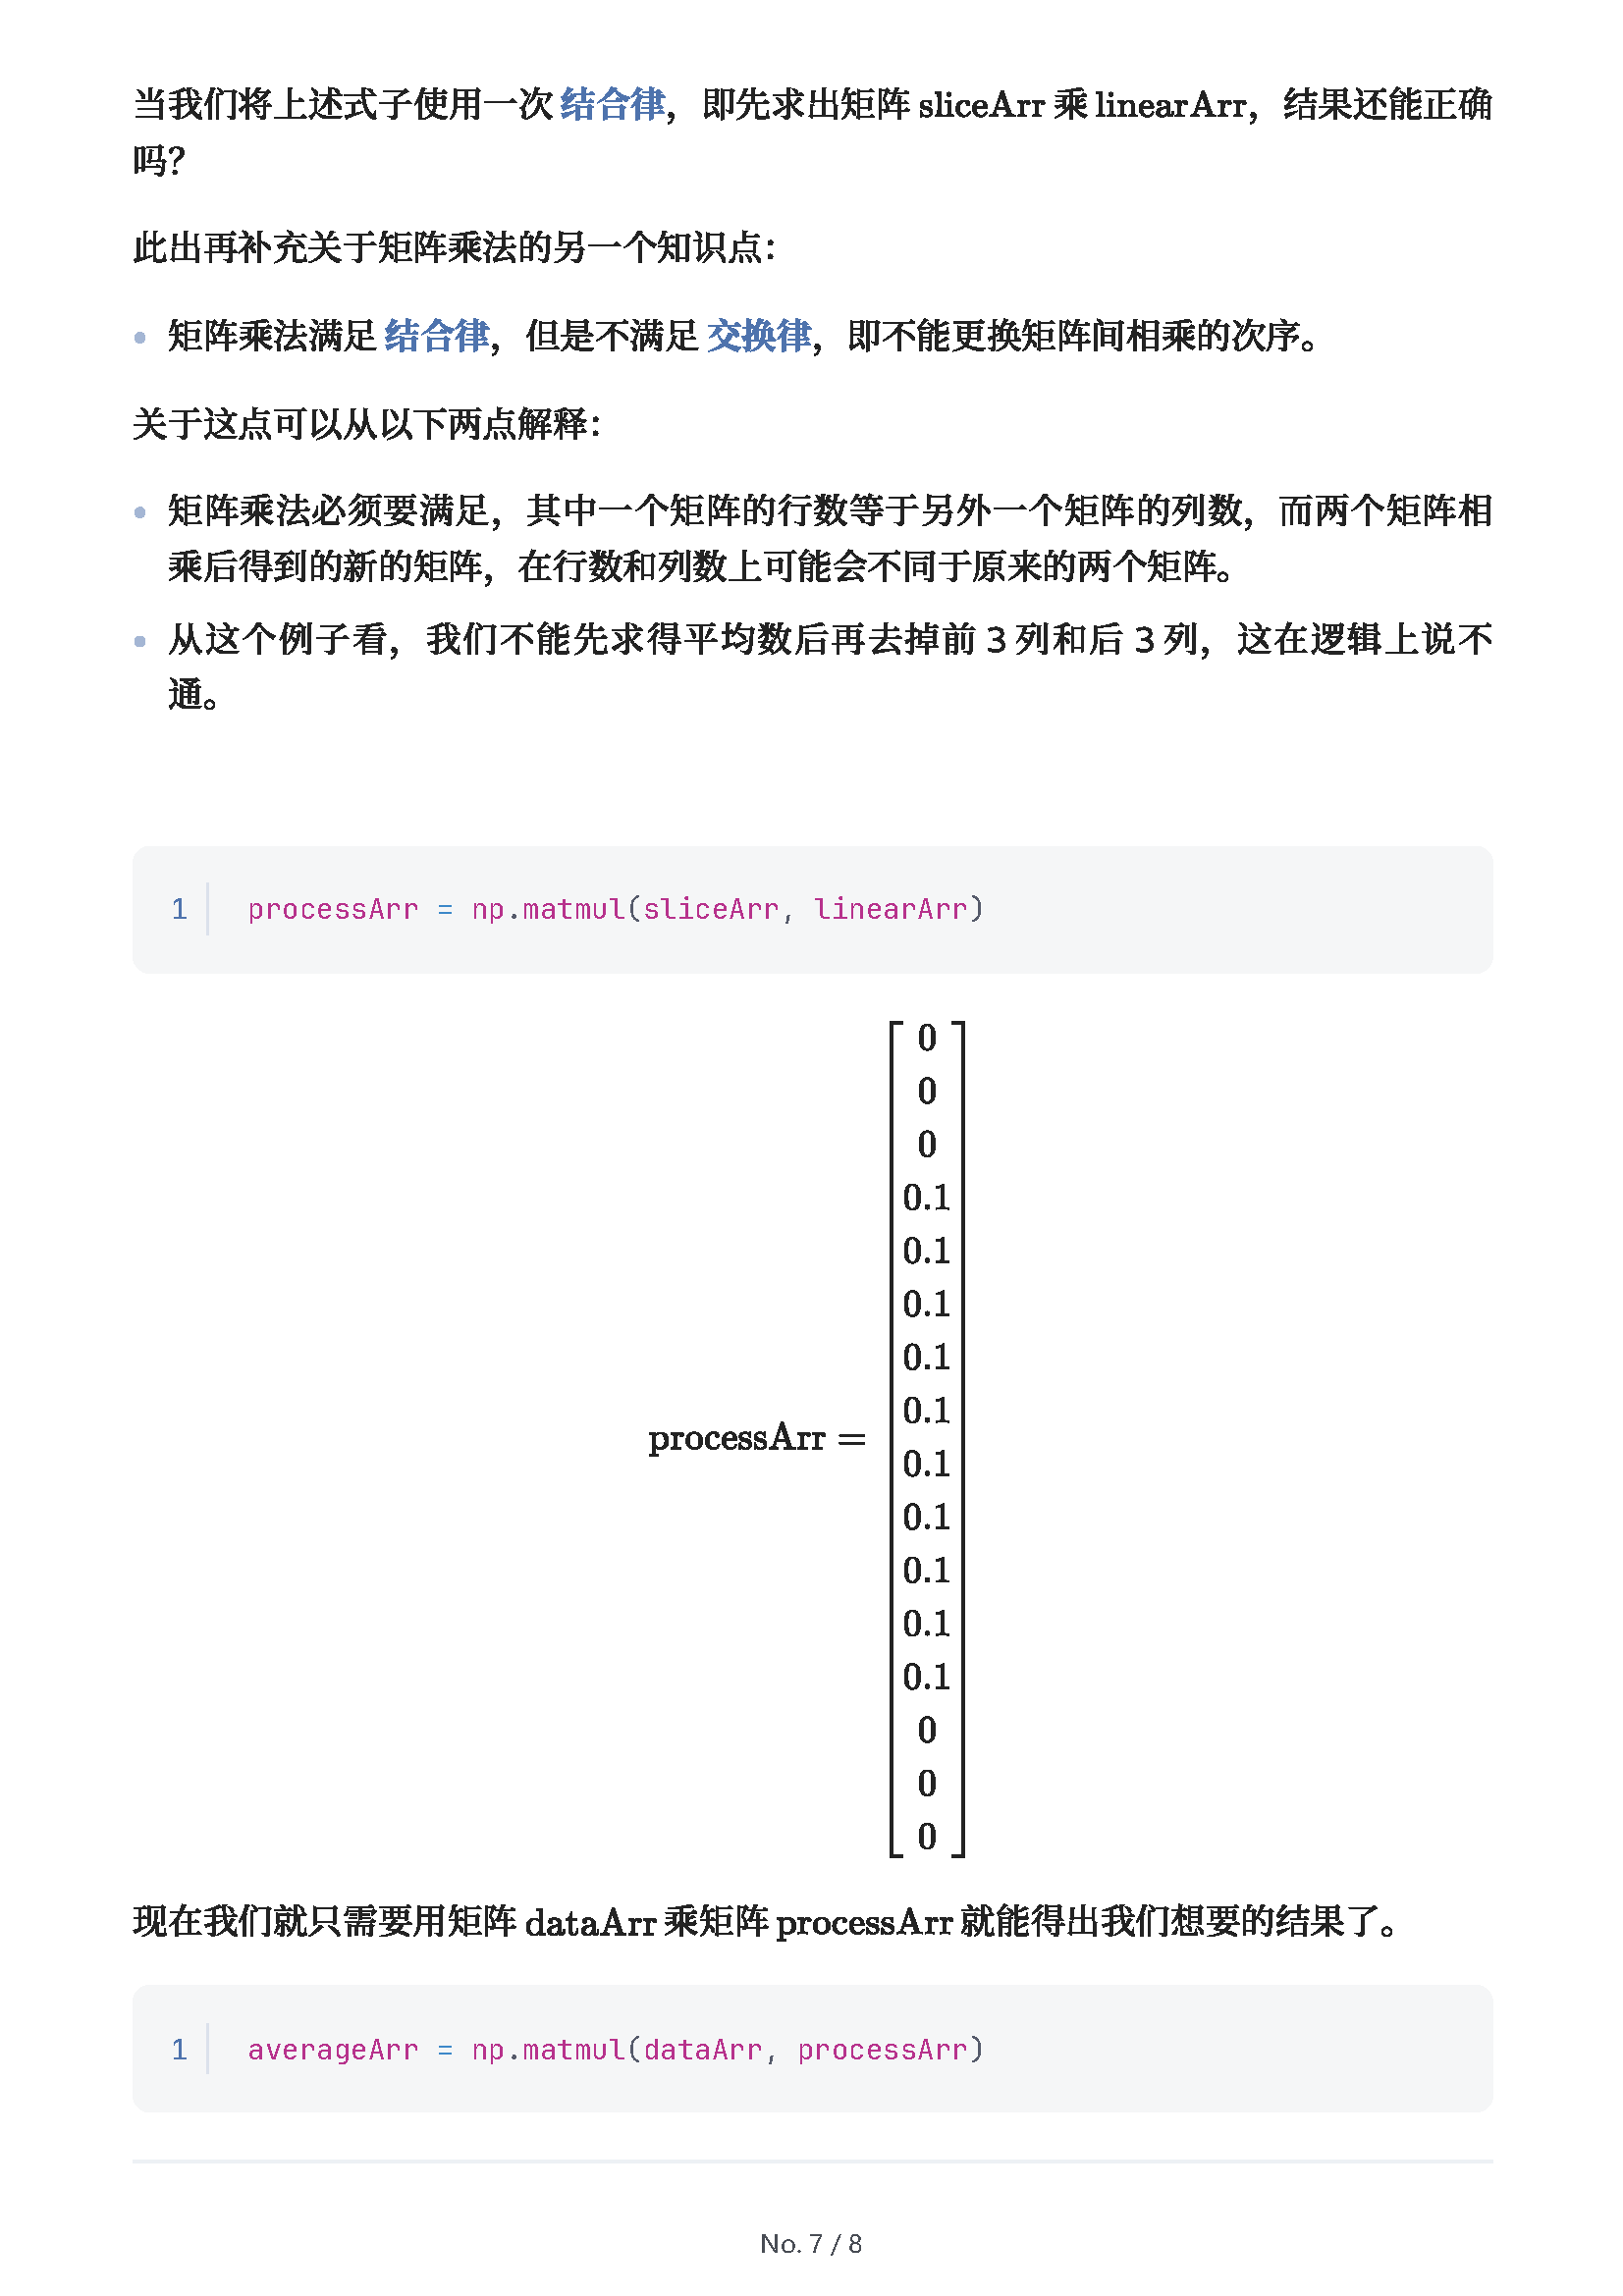 当我们将上述式子使用一次 结合律，即先求出矩阵 sliceArr 乘 linearArr，结果还能正确
吗？
此出再补充关于矩阵乘法的另一个知识点：
矩阵乘法满足 结合律，但是不满足 交换律，即不能更换矩阵间相乘的次序。
关于这点可以从以下两点解释：
矩阵乘法必须要满足，其中一个矩阵的行数等于另外一个矩阵的列数，而两个矩阵相
乘后得到的新的矩阵，在行数和列数上可能会不同于原来的两个矩阵。
从这个例子看，我们不能先求得平均数后再去掉前 3 列和后 3 列，这在逻辑上说不
通。
1 processArr = np.matmul(sliceArr, linearArr)
0
0
0
0.1
0.1
0.1
0.1
0.1
processArr =
0.1
0.1
0.1
0.1
0.1
0
0
0
现在我们就只需要用矩阵 dataArr 乘矩阵 processArr 就能得出我们想要的结果了。
1 averageArr = np.matmul(dataArr, processArr)
No. 7 / 8